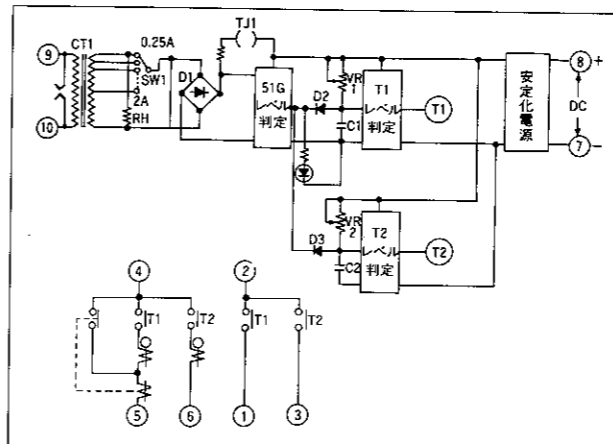 TJ1
9
CT1
0.25A
SW1
D1
2A
RH
10
51G
レベル
判定
D2
VR
1
C1
T1
レベル
判定
T1
安定化電源
8
+
DC
7
−
D3
VR
2
C2
T2
レベル
判定
T2
4
2
T1
T2
T1
T2
5
6
1
3